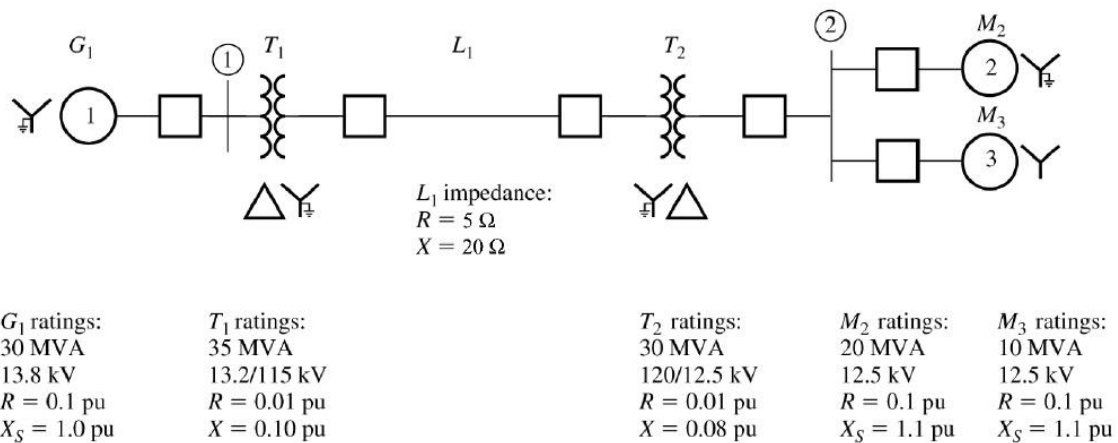 G₁
1
1
T₁
L₁
T₂
2
M₂
2
M₃
3
L₁ impedance:
R = 5 Ω
X = 20 Ω
G₁ ratings:
30 MVA
13.8 kV
R = 0.1 pu
X_S = 1.0 pu
T₁ ratings:
35 MVA
13.2/115 kV
R = 0.01 pu
X = 0.10 pu
T₂ ratings:
30 MVA
120/12.5 kV
R = 0.01 pu
X = 0.08 pu
M₂ ratings:
20 MVA
12.5 kV
R = 0.1 pu
X_S = 1.1 pu
M₃ ratings:
10 MVA
12.5 kV
R = 0.1 pu
X_S = 1.1 pu